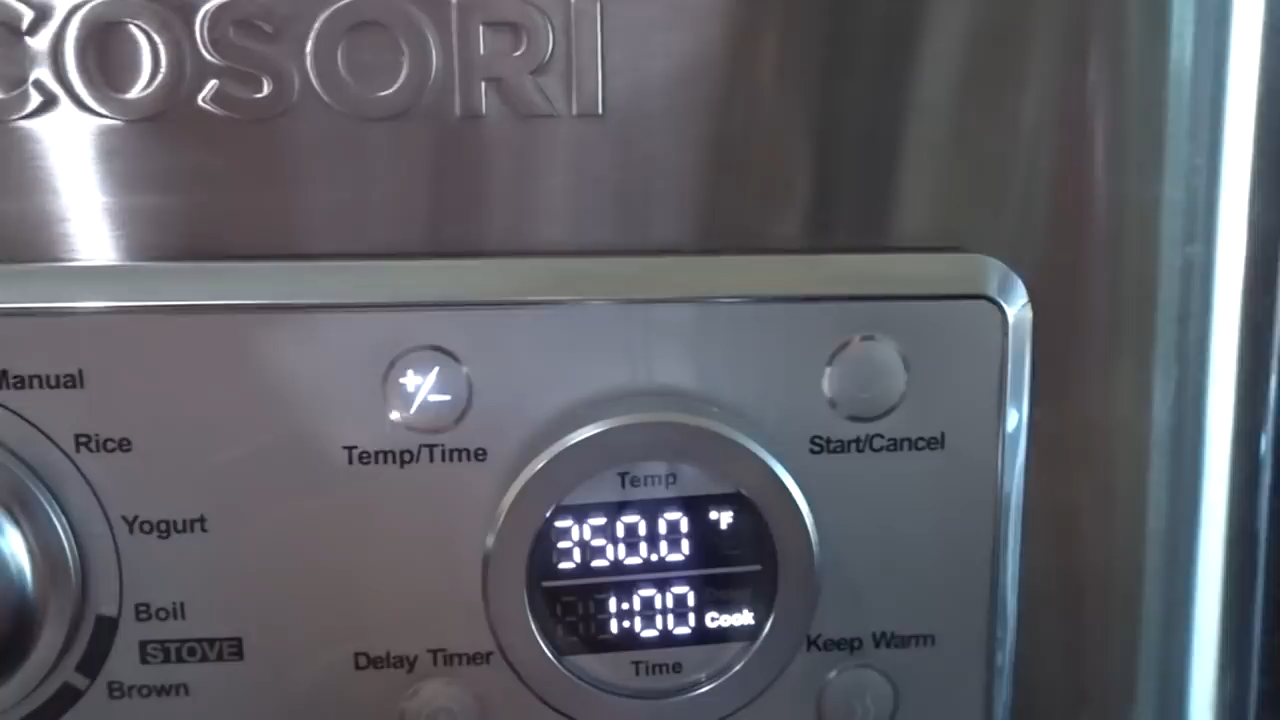 COSORI
Manual
Rice
Yogurt
Boil
STOVE
Brown
+/-
Temp/Time
Start/Cancel
Temp
350.0 °F
1:00 Cook
Time
Delay Timer
Keep Warm